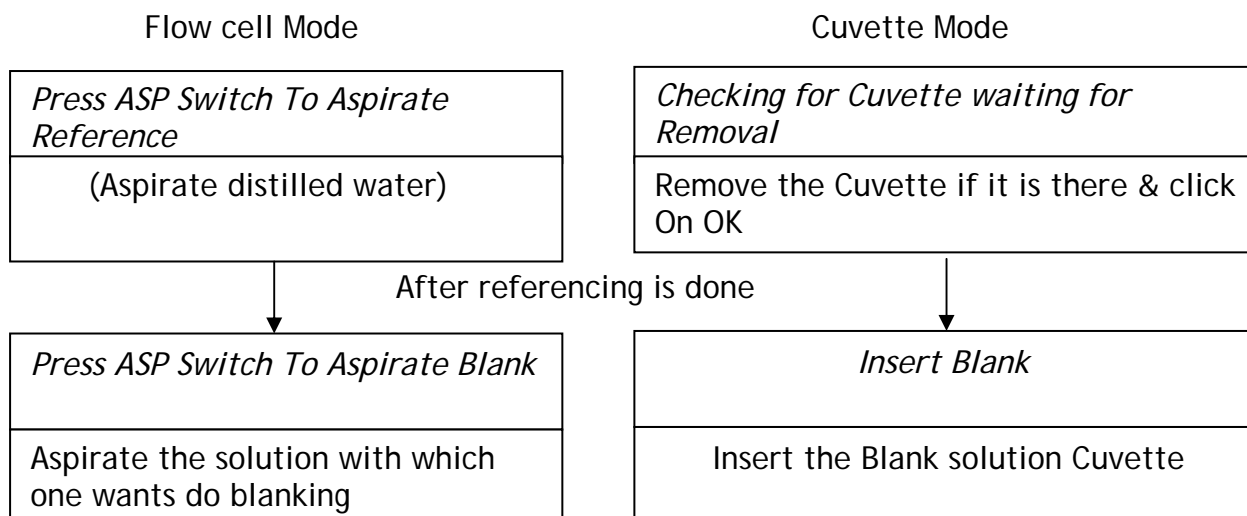 Flow cell Mode
Cuvette Mode
Press ASP Switch To Aspirate
Reference
(Aspirate distilled water)
Checking for Cuvette waiting for
Removal
Remove the Cuvette if it is there & click
On OK
After referencing is done
Press ASP Switch To Aspirate Blank
Aspirate the solution with which
one wants do blanking
Insert Blank
Insert the Blank solution Cuvette